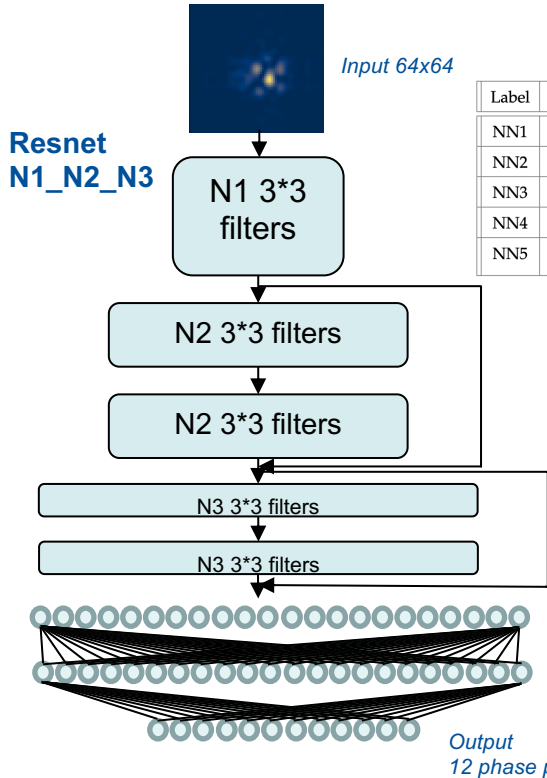 Input 64x64
Label
NN1
NN2
NN3
NN4
NN5
Resnet
N1_N2_N3
N1 3*3
filters
N2 3*3 filters
N2 3*3 filters
N3 3*3 filters
N3 3*3 filters
Output
12 phase p